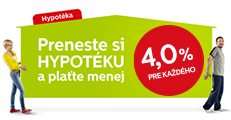 Hypotéka
Preneste si
HYPOTÉKU
a plaťte menej
4,0%
PRE KAŽDÉHO